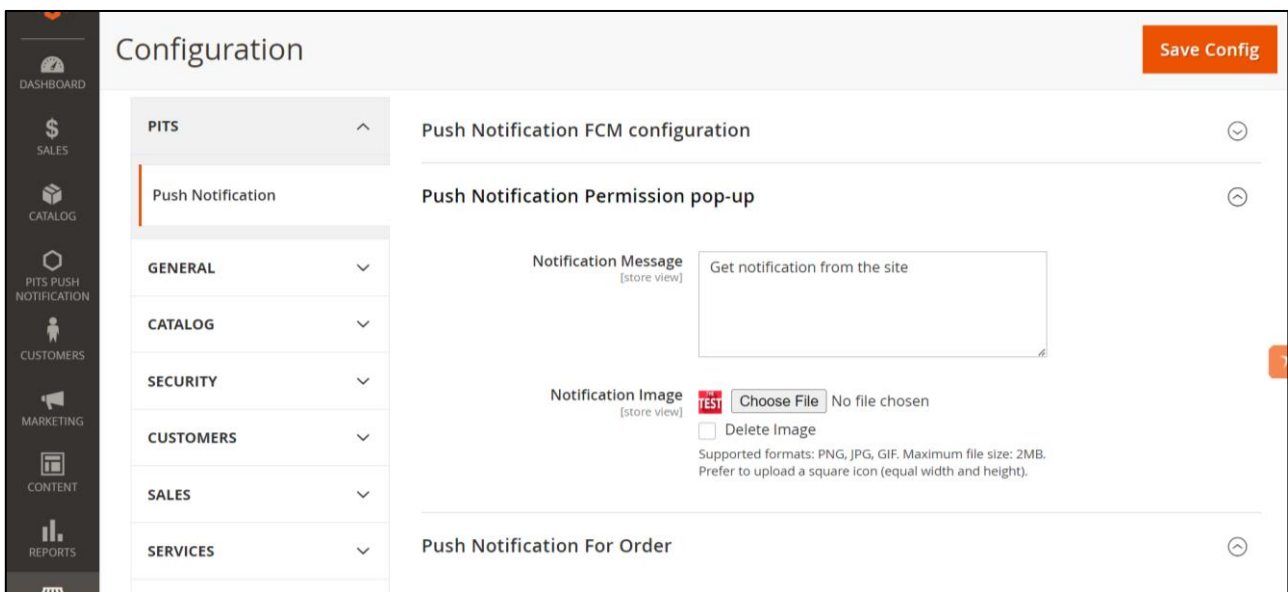 Configuration
Save Config
DASHBOARD
SALES
CATALOG
PITS PUSH
NOTIFICATION
CUSTOMERS
MARKETING
CONTENT
REPORTS
PITS
Push Notification
GENERAL
CATALOG
SECURITY
CUSTOMERS
SALES
SERVICES
Push Notification FCM configuration
Push Notification Permission pop-up
Notification Message
[store view]
Get notification from the site
Notification Image
[store view]
TEST
Choose File No file chosen
Delete Image
Supported formats: PNG, JPG, GIF. Maximum file size: 2MB.
Prefer to upload a square icon (equal width and height).
Push Notification For Order